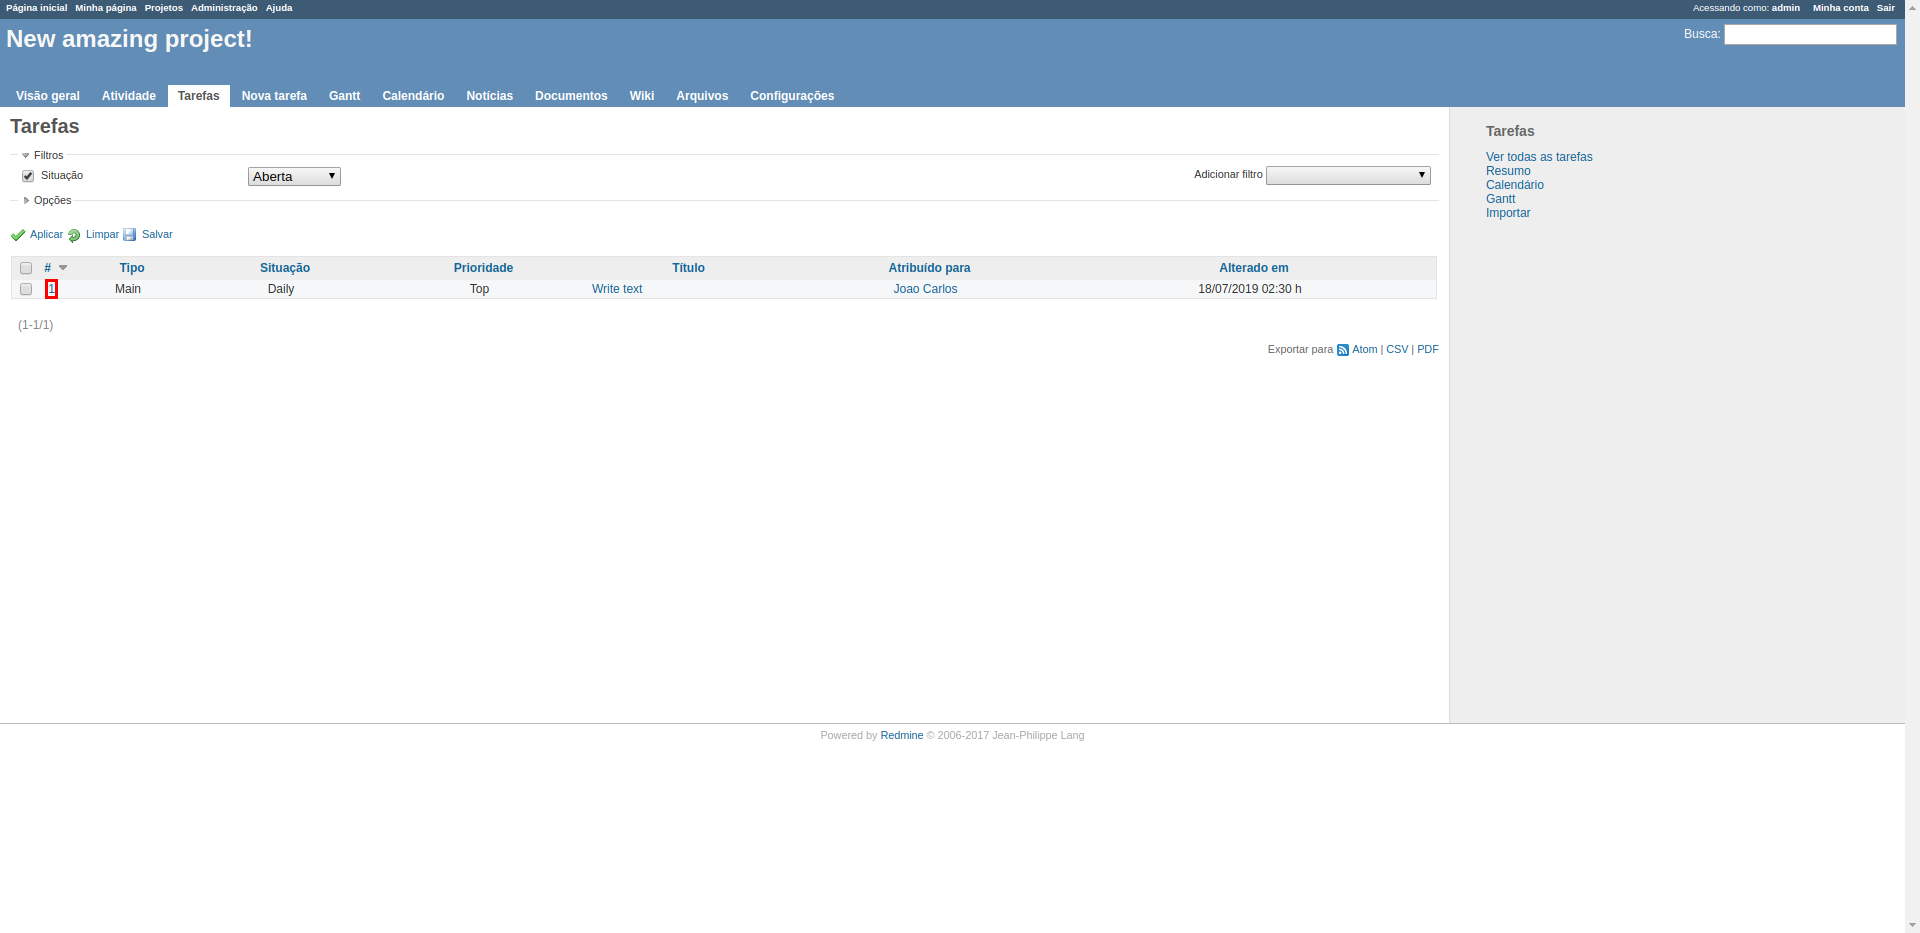 Página inicial Minha página Projetos Administração Ajuda Acessando como: admin Minha conta Sair
New amazing project! Busca:
Visão geral Atividade Tarefas Nova tarefa Gantt Calendário Notícias Documentos Wiki Arquivos Configurações
Tarefas
Filtros
Situação Aberta Adicionar filtro
Opções
Aplicar Limpar Salvar
# Tipo Situação Prioridade Título Atribuído para Alterado em
1 Main Daily Top Write text Joao Carlos 18/07/2019 02:30 h
(1-1/1)
Exportar para Atom | CSV | PDF
Tarefas
Ver todas as tarefas
Resumo
Calendário
Gantt
Importar
Powered by Redmine © 2006-2017 Jean-Philippe Lang